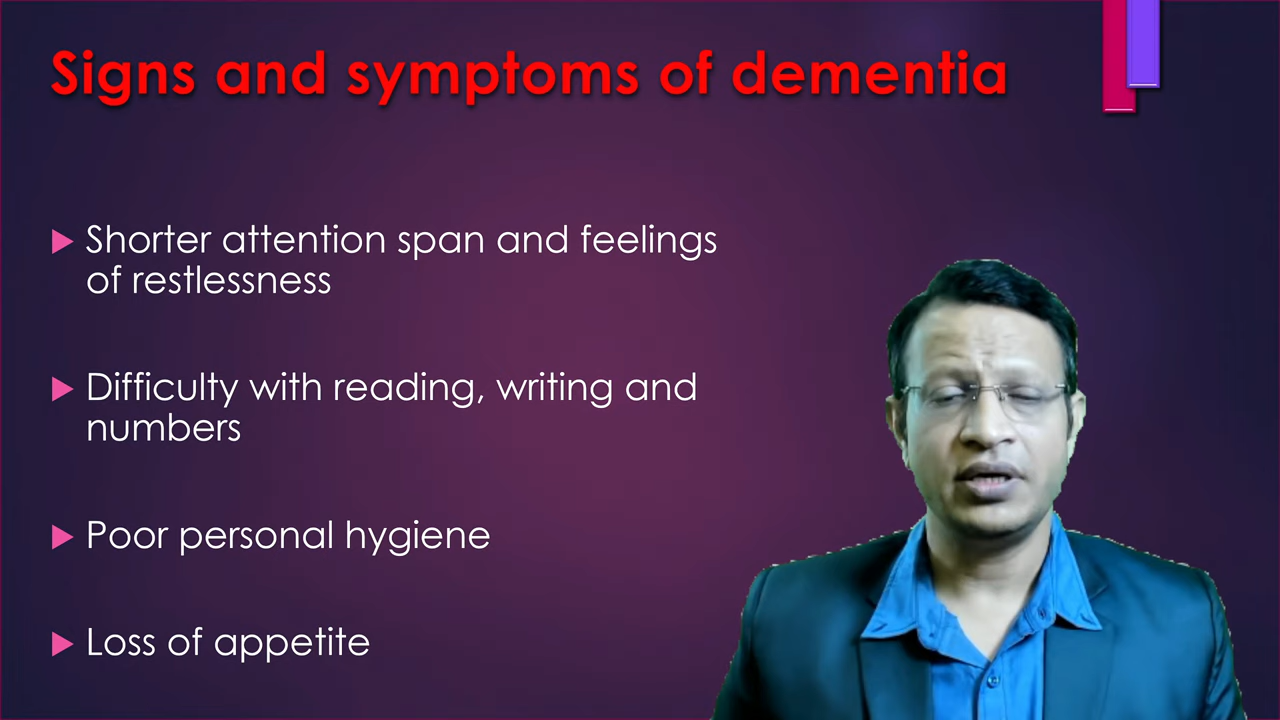 Signs and symptoms of dementia
Shorter attention span and feelings
of restlessness
Difficulty with reading, writing and
numbers
Poor personal hygiene
Loss of appetite